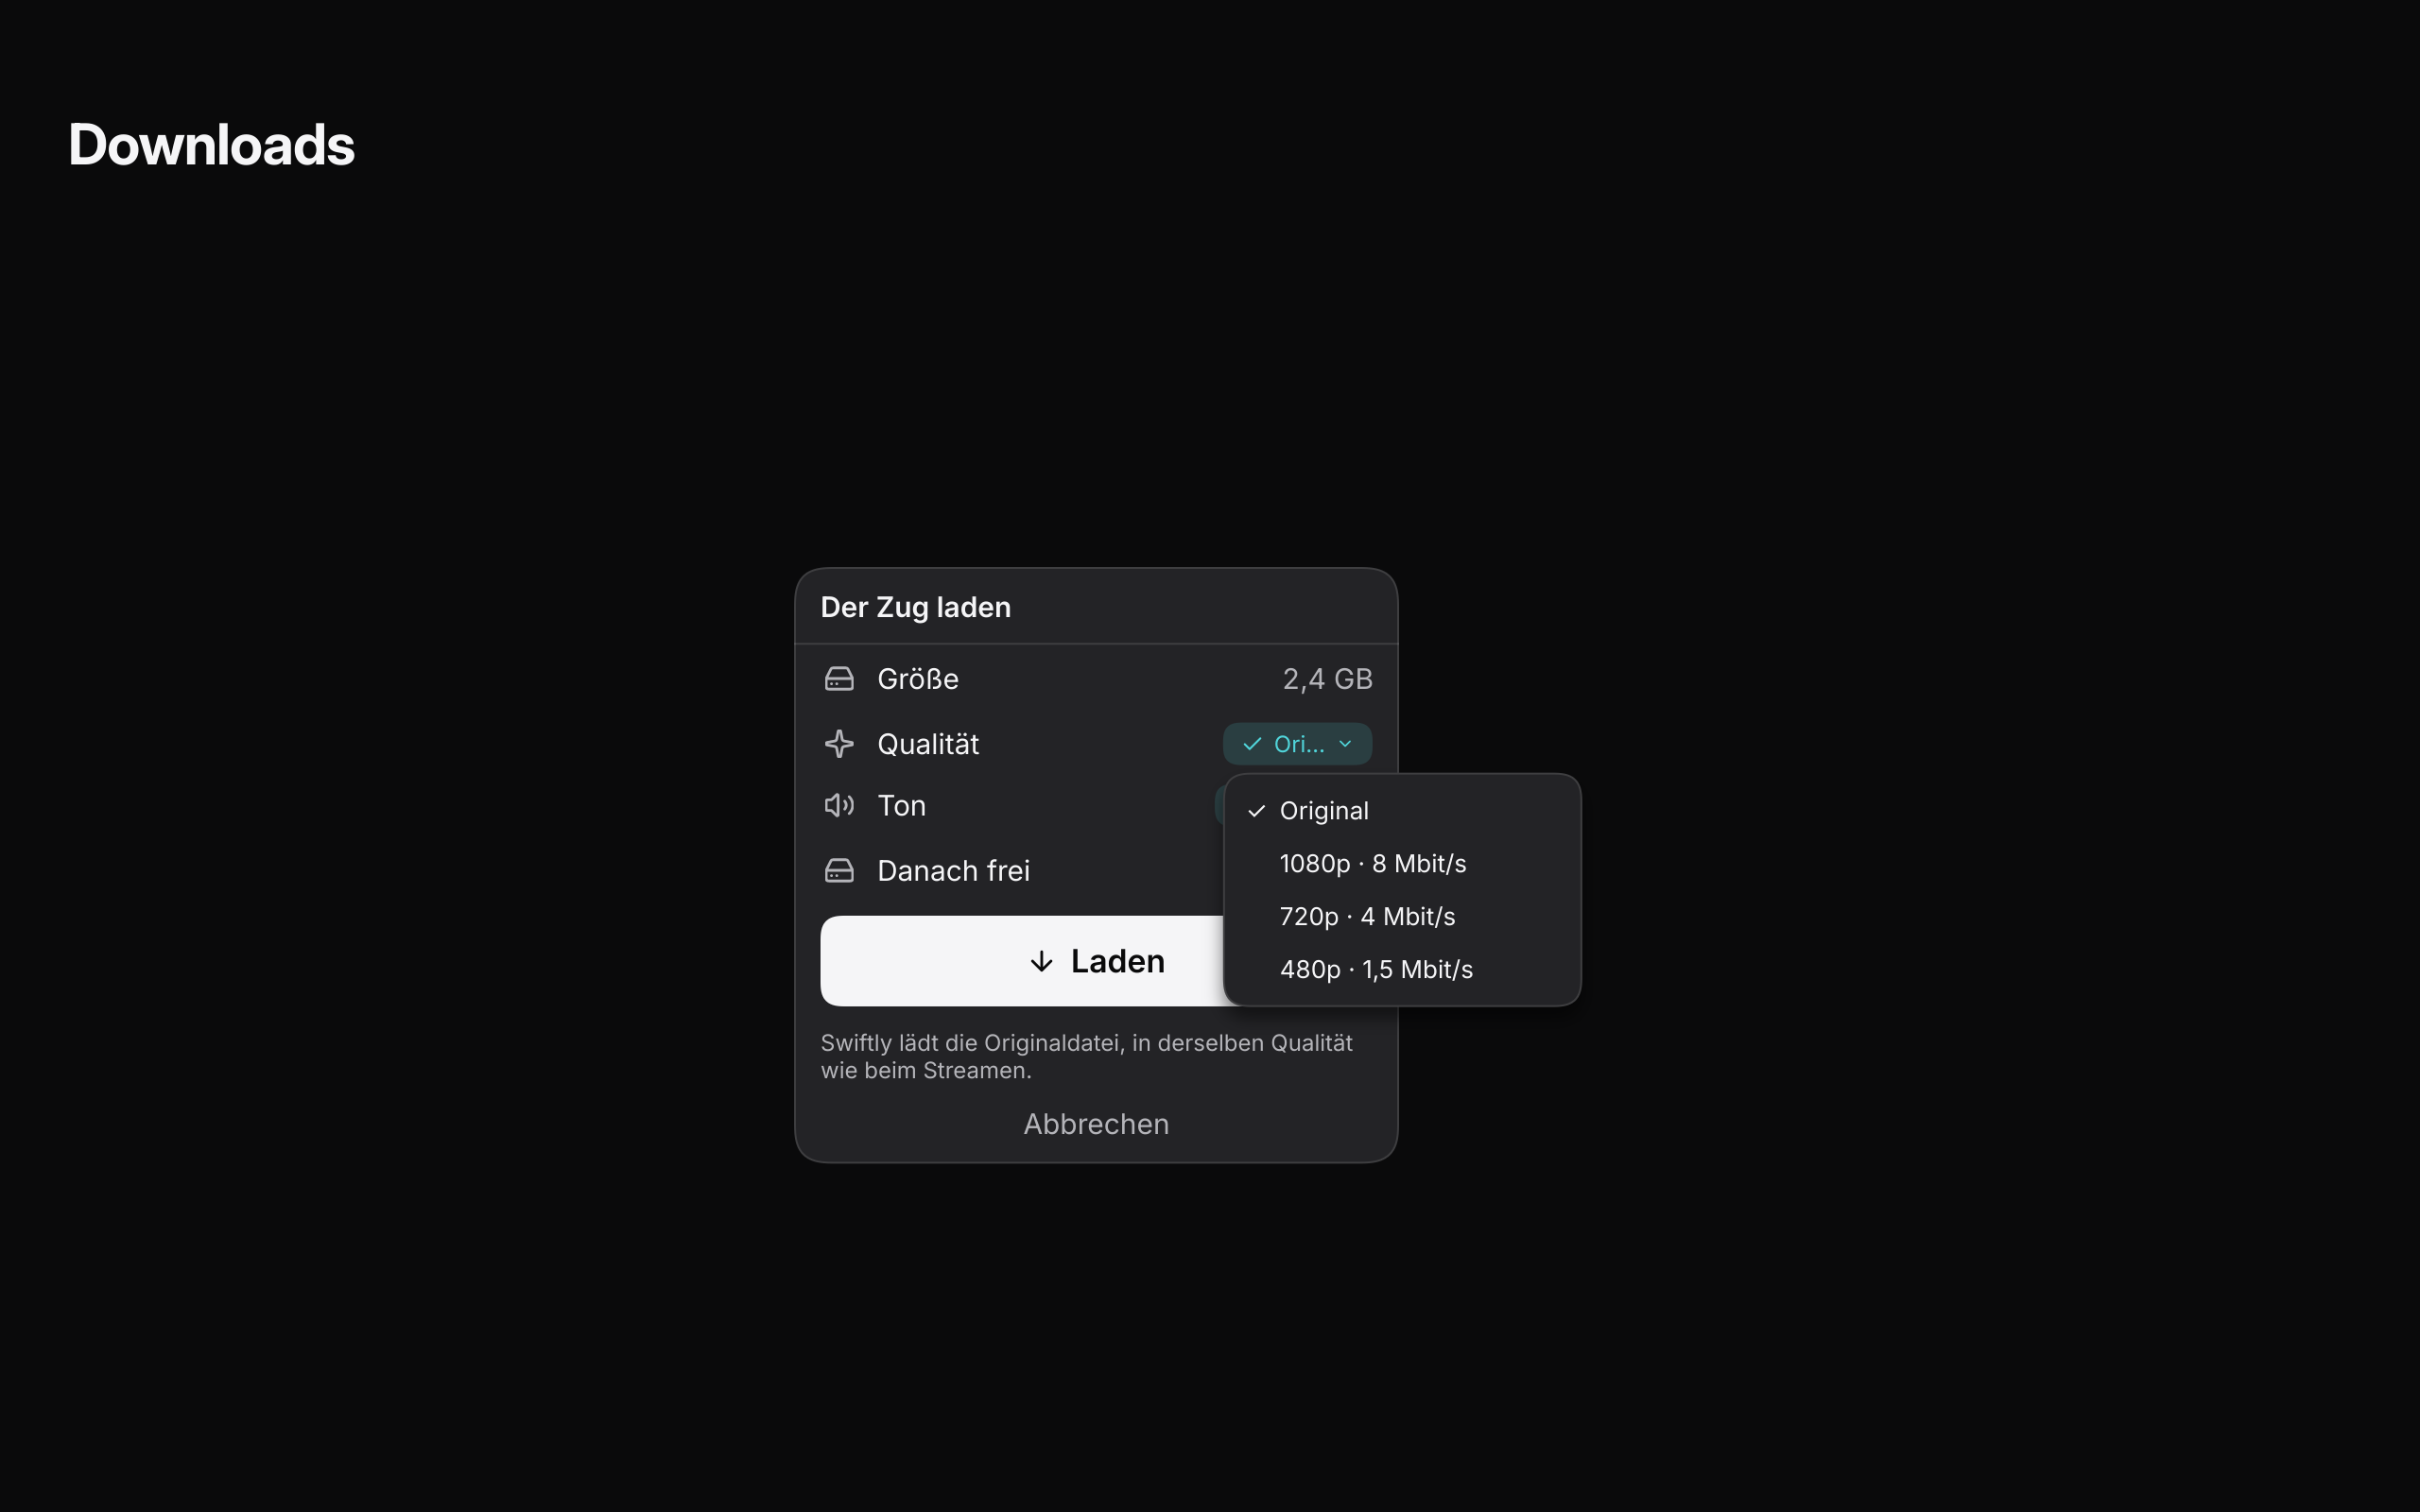 Downloads
Der Zug laden
Größe 2,4 GB
Qualität Ori...
Ton
Danach frei
Original
1080p · 8 Mbit/s
720p · 4 Mbit/s
480p · 1,5 Mbit/s
Laden
Swiftly lädt die Originaldatei, in derselben Qualität
wie beim Streamen.
Abbrechen